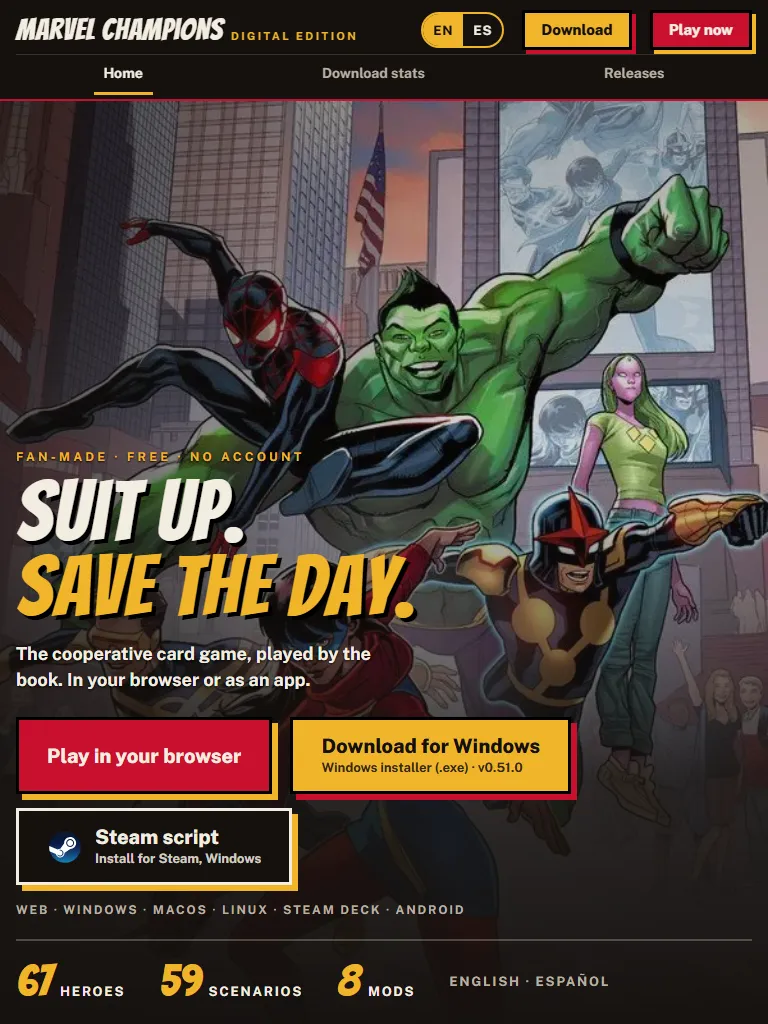 MARVEL CHAMPIONS DIGITAL EDITION
EN ES
Download
Play now
Home
Download stats
Releases
FAN-MADE · FREE · NO ACCOUNT
SUIT UP.
SAVE THE DAY.
The cooperative card game, played by the
book. In your browser or as an app.
Play in your browser
Download for Windows
Windows installer (.exe) · v0.51.0
Steam script
Install for Steam, Windows
WEB · WINDOWS · MACOS · LINUX · STEAM DECK · ANDROID
67 HEROES
59 SCENARIOS
8 MODS
ENGLISH · ESPAÑOL